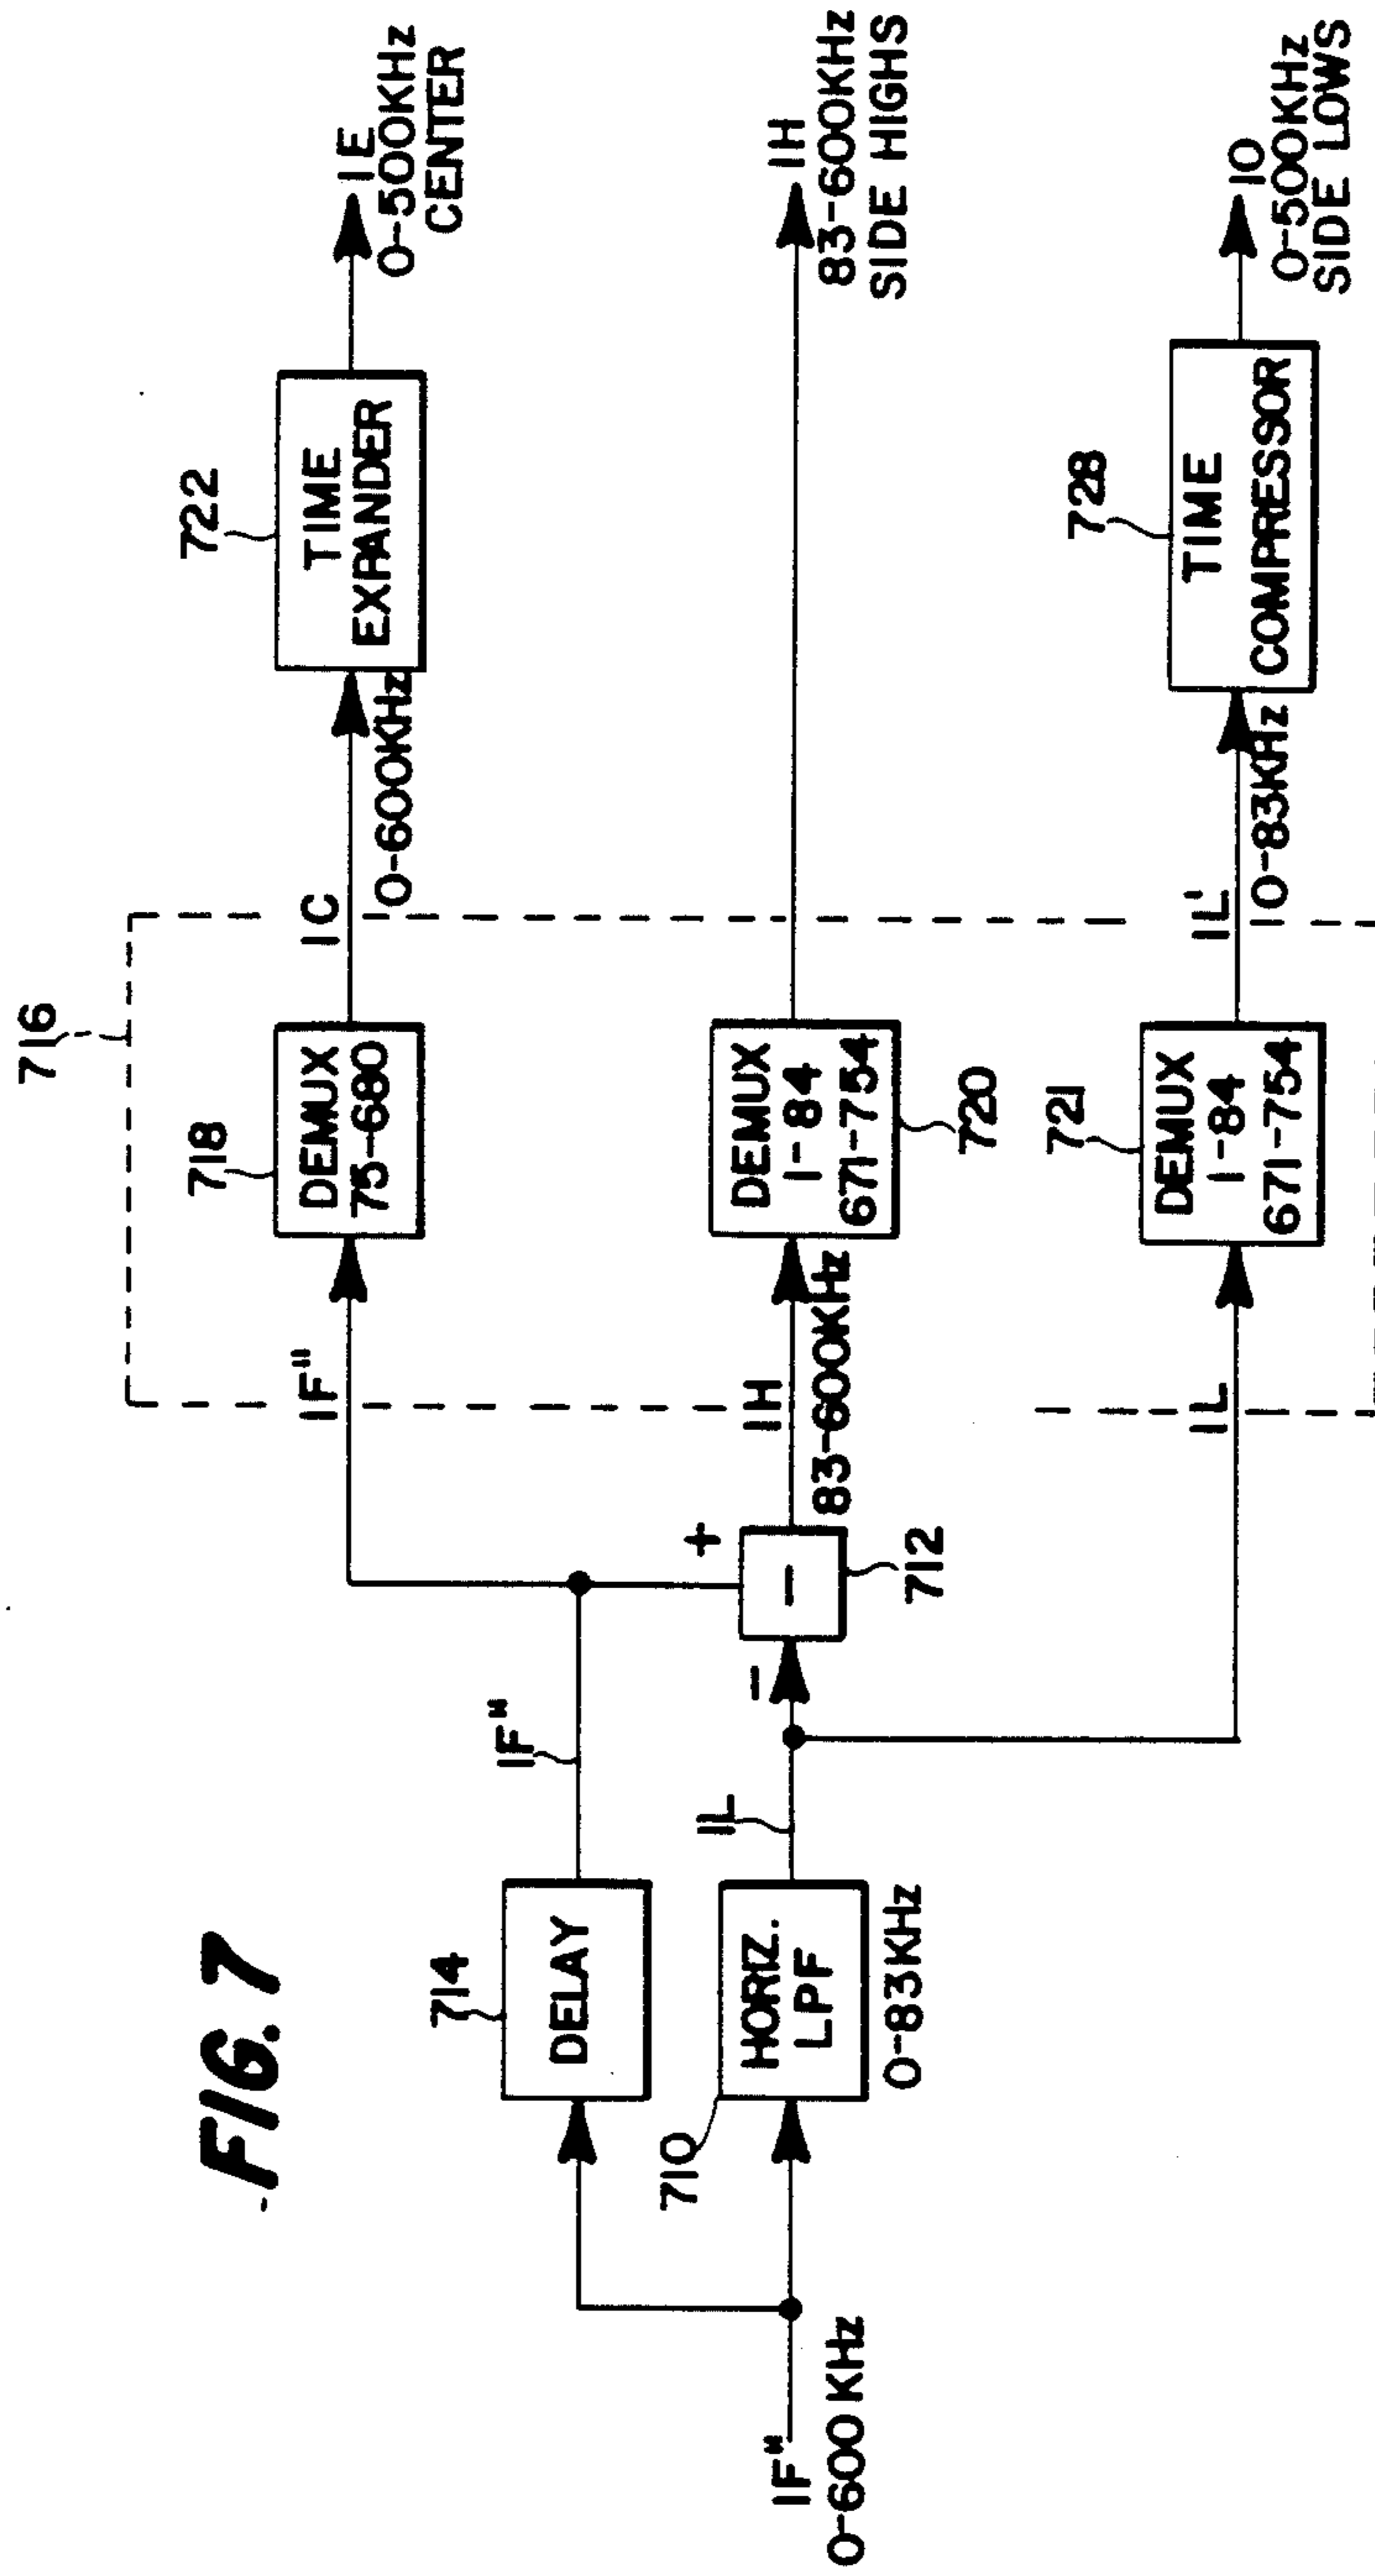 FIG. 7
716
718
DEMUX
75-680
IF"
IC
0-600KHz
722
TIME
EXPANDER
IE
0-500KHz
CENTER
714
DELAY
IF"
+
IF"
0-600 KHz
710
HORIZ.
LPF
0-83KHz
IL
-
-
712
IH
83-600KHz
DEMUX
1-84
671-754
720
IH
83-600KHz
SIDE HIGHS
IL
721
DEMUX
1-84
671-754
IL'
0-83KHz
728
TIME
COMPRESSOR
IO
0-500KHz
SIDE LOWS